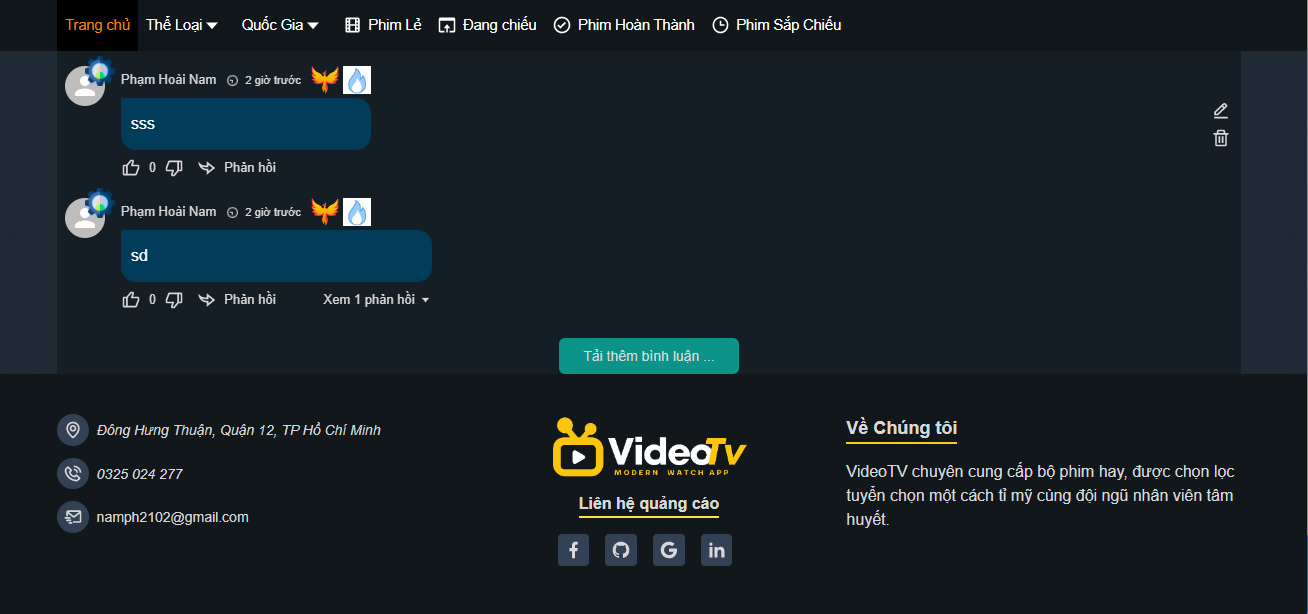 Trang chủ Thể Loại Quốc Gia Phim Lẻ Đang chiếu Phim Hoàn Thành Phim Sắp Chiếu
Phạm Hoài Nam 2 giờ trước
sss
0 Phản hồi
Phạm Hoài Nam 2 giờ trước
sd
0 Phản hồi Xem 1 phản hồi
Tải thêm bình luận ...
Đông Hưng Thuận, Quận 12, TP Hồ Chí Minh
0325 024 277
namph2102@gmail.com
VideoTv
MODERN WATCH APP
Liên hệ quảng cáo
Về Chúng tôi
VideoTV chuyên cung cấp bộ phim hay, được chọn lọc
tuyển chọn một cách tỉ mỹ cùng đội ngũ nhân viên tâm
huyết.